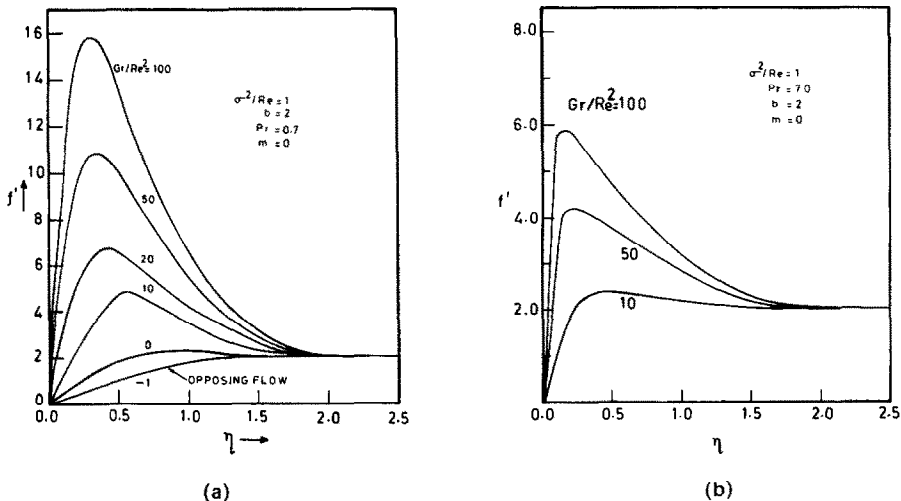 16
14
12
10
f'
8
6
4
2
0
0.0
0.5
1.0
1.5
2.0
2.5
η
Gr/Re²=100
50
20
10
0
-1
OPPOSING FLOW
σ²/Re = 1
b = 2
Pr = 0.7
m = 0
(a)
8.0
6.0
f'
4.0
2.0
0.0
0.5
1.0
1.5
2.0
2.5
η
Gr/Re²=100
50
10
σ²/Re = 1
Pr = 7.0
b = 2
m = 0
(b)